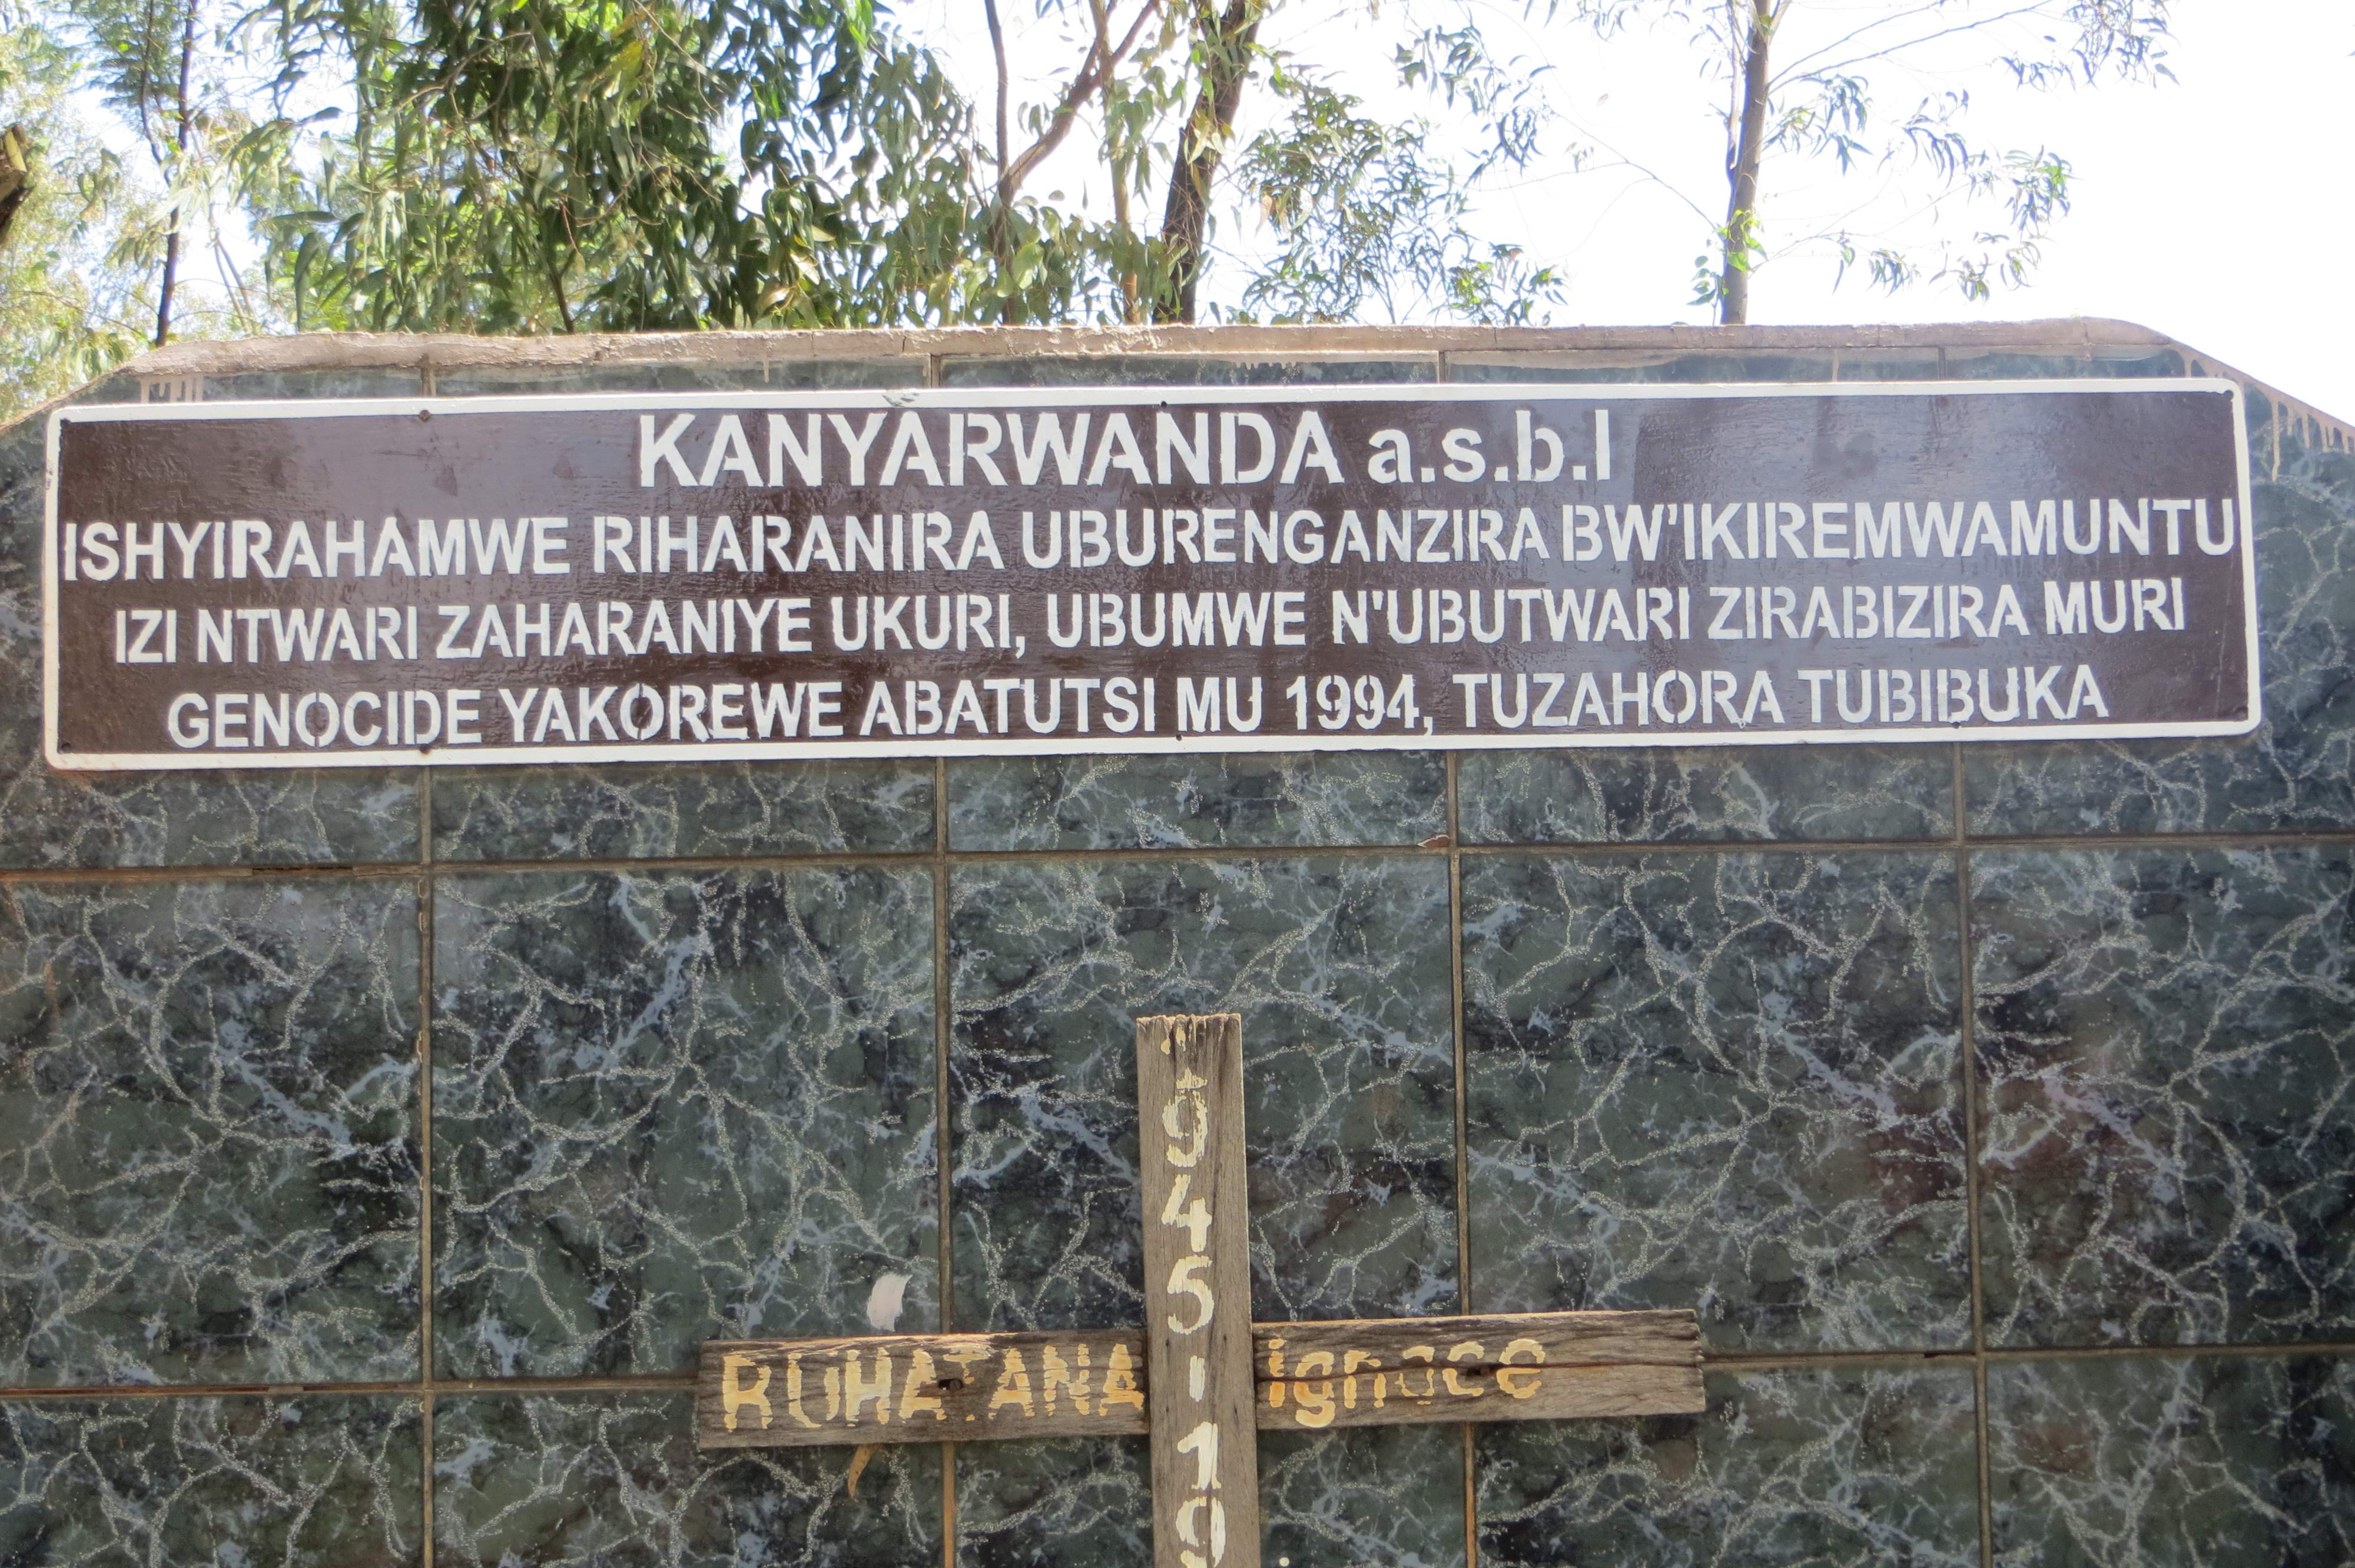 KANYARWANDA a.s.b.l
ISHYIRAHAMWE RIHARANIRA UBURENGANZIRA BW'IKIREMWAMUNTU
IZI NTWARI ZAHARANIYE UKURI, UBUMWE N'UBUTWARI ZIRABIZIRA MURI
GENOCIDE YAKOREWE ABATUTSI MU 1994, TUZAHORA TUBIBUKA
1945-19
RUHATANA ignace